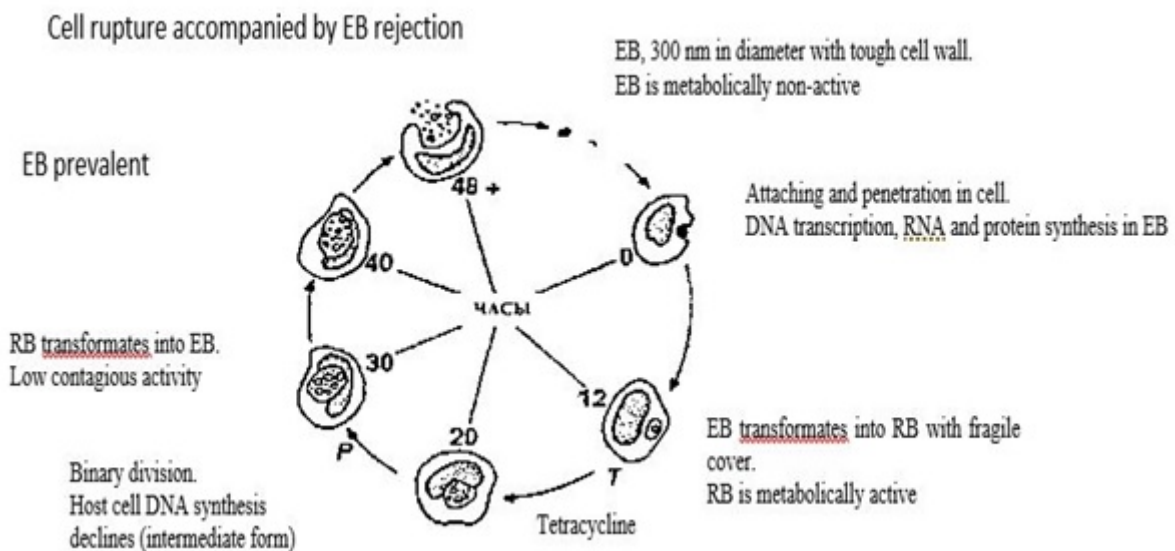 Cell rupture accompanied by EB rejection
EB, 300 nm in diameter with tough cell wall.
EB is metabolically non-active
EB prevalent
48 +
Attaching and penetration in cell.
DNA transcription, RNA and protein synthesis in EB
40
0
ЧАСЫ
RB transformates into EB.
Low contagious activity
30
12
EB transformates into RB with fragile
cover.
RB is metabolically active
20
P
T
Binary division.
Host cell DNA synthesis
declines (intermediate form)
Tetracycline